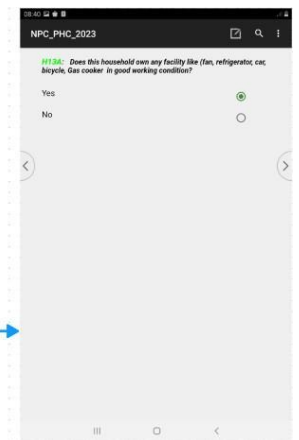 08:40
NPC_PHC_2023
H13A: Does this household own any facility like (fan, refrigerator, car,
bicycle, Gas cooker in good working condition?
Yes
No